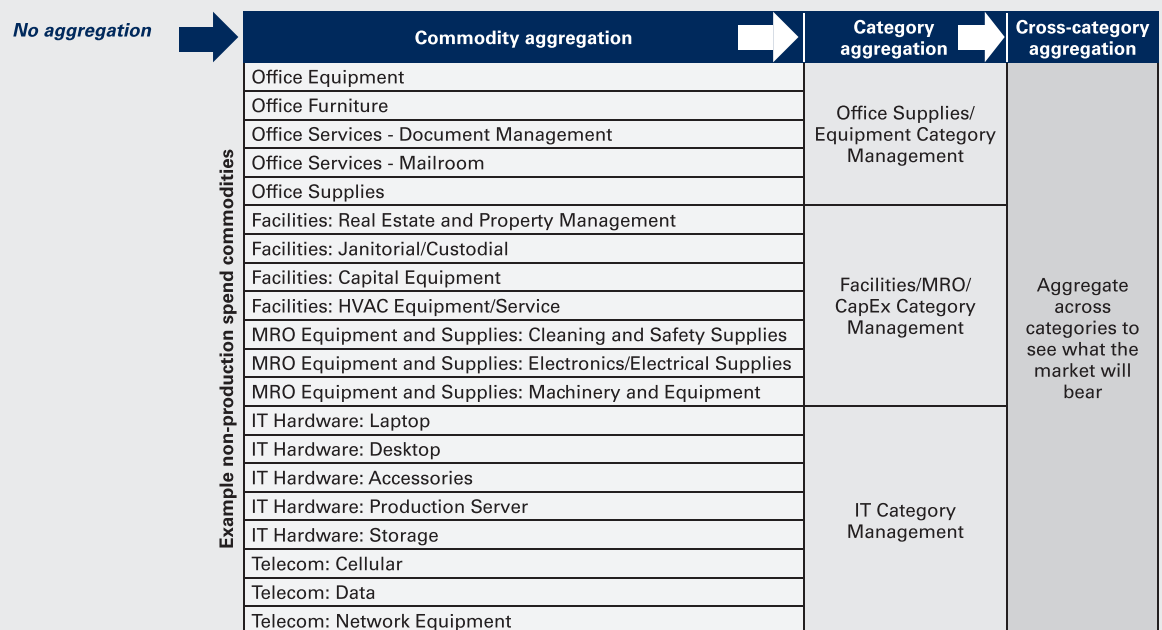 No aggregation
Commodity aggregation
Category
aggregation
Cross-category
aggregation
Example non-production spend commodities
Office Equipment
Office Furniture
Office Services - Document Management
Office Services - Mailroom
Office Supplies
Office Supplies/
Equipment Category
Management
Facilities: Real Estate and Property Management
Facilities: Janitorial/Custodial
Facilities: Capital Equipment
Facilities: HVAC Equipment/Service
MRO Equipment and Supplies: Cleaning and Safety Supplies
MRO Equipment and Supplies: Electronics/Electrical Supplies
MRO Equipment and Supplies: Machinery and Equipment
Facilities/MRO/
CapEx Category
Management
IT Hardware: Laptop
IT Hardware: Desktop
IT Hardware: Accessories
IT Hardware: Production Server
IT Hardware: Storage
Telecom: Cellular
Telecom: Data
Telecom: Network Equipment
IT Category
Management
Aggregate
across
categories to
see what the
market will
bear